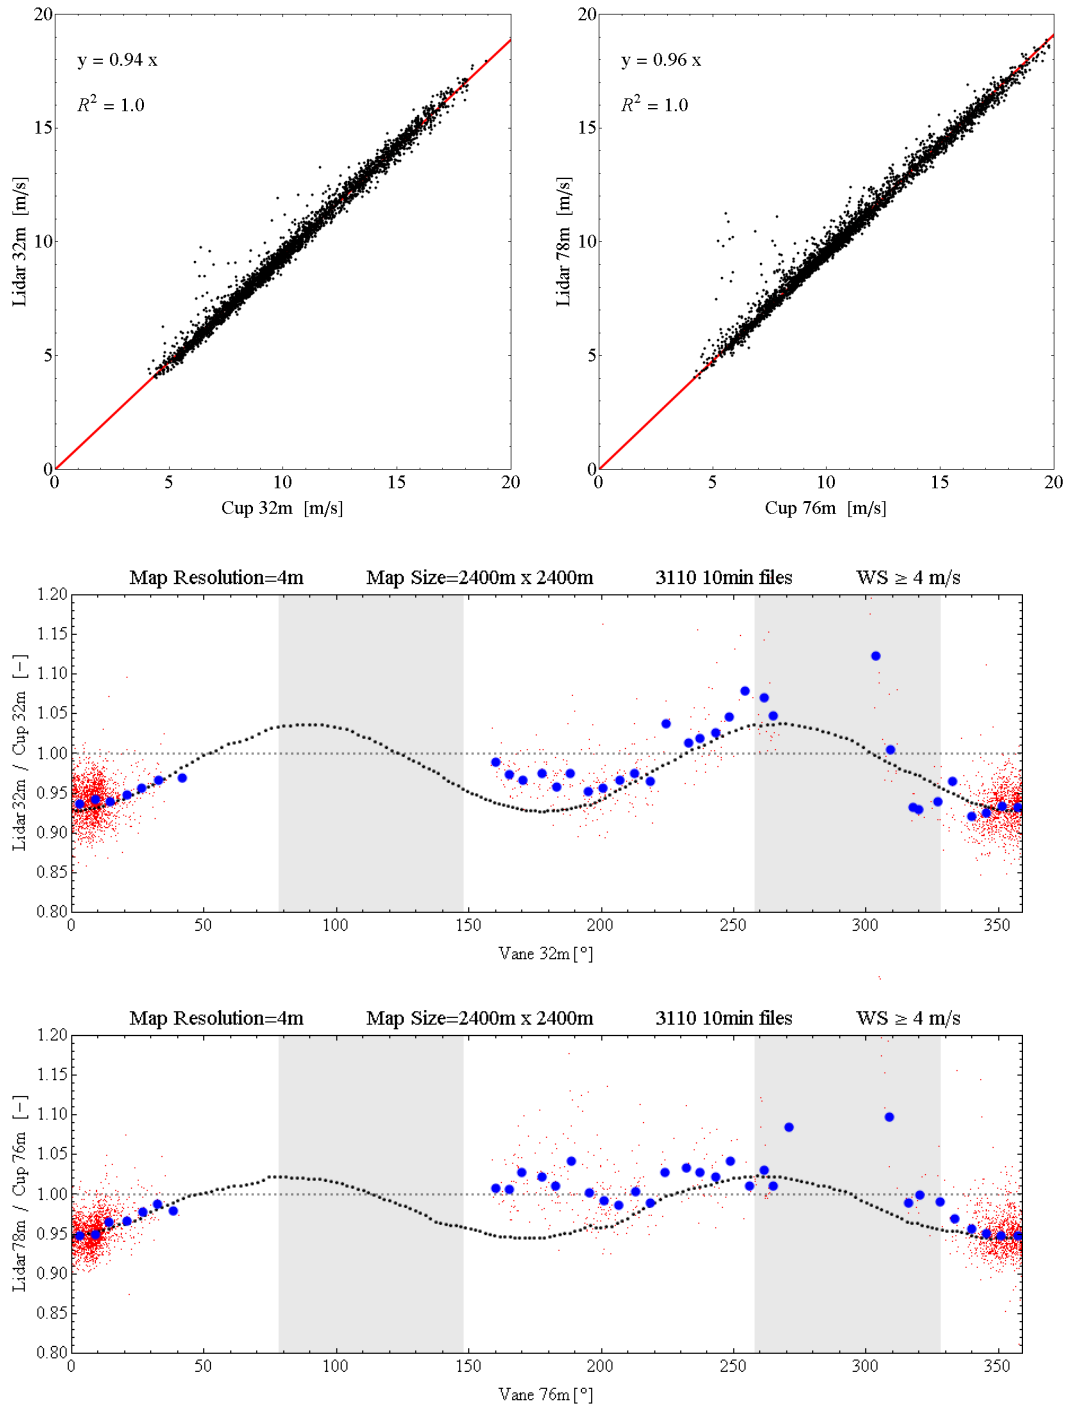 y = 0.94 x
R² = 1.0
20
15
10
5
0
Lidar 32m [m/s]
0 5 10 15 20
Cup 32m [m/s]
y = 0.96 x
R² = 1.0
20
15
10
5
0
Lidar 78m [m/s]
0 5 10 15 20
Cup 76m [m/s]
Map Resolution=4m Map Size=2400m x 2400m 3110 10min files WS ≥ 4 m/s
1.20
1.15
1.10
1.05
1.00
0.95
0.90
0.85
0.80
Lidar 32m / Cup 32m [−]
0 50 100 150 200 250 300 350
Vane 32m [°]
Map Resolution=4m Map Size=2400m x 2400m 3110 10min files WS ≥ 4 m/s
1.20
1.15
1.10
1.05
1.00
0.95
0.90
0.85
0.80
Lidar78m / Cup 76m [−]
0 50 100 150 200 250 300 350
Vane 76m [°]